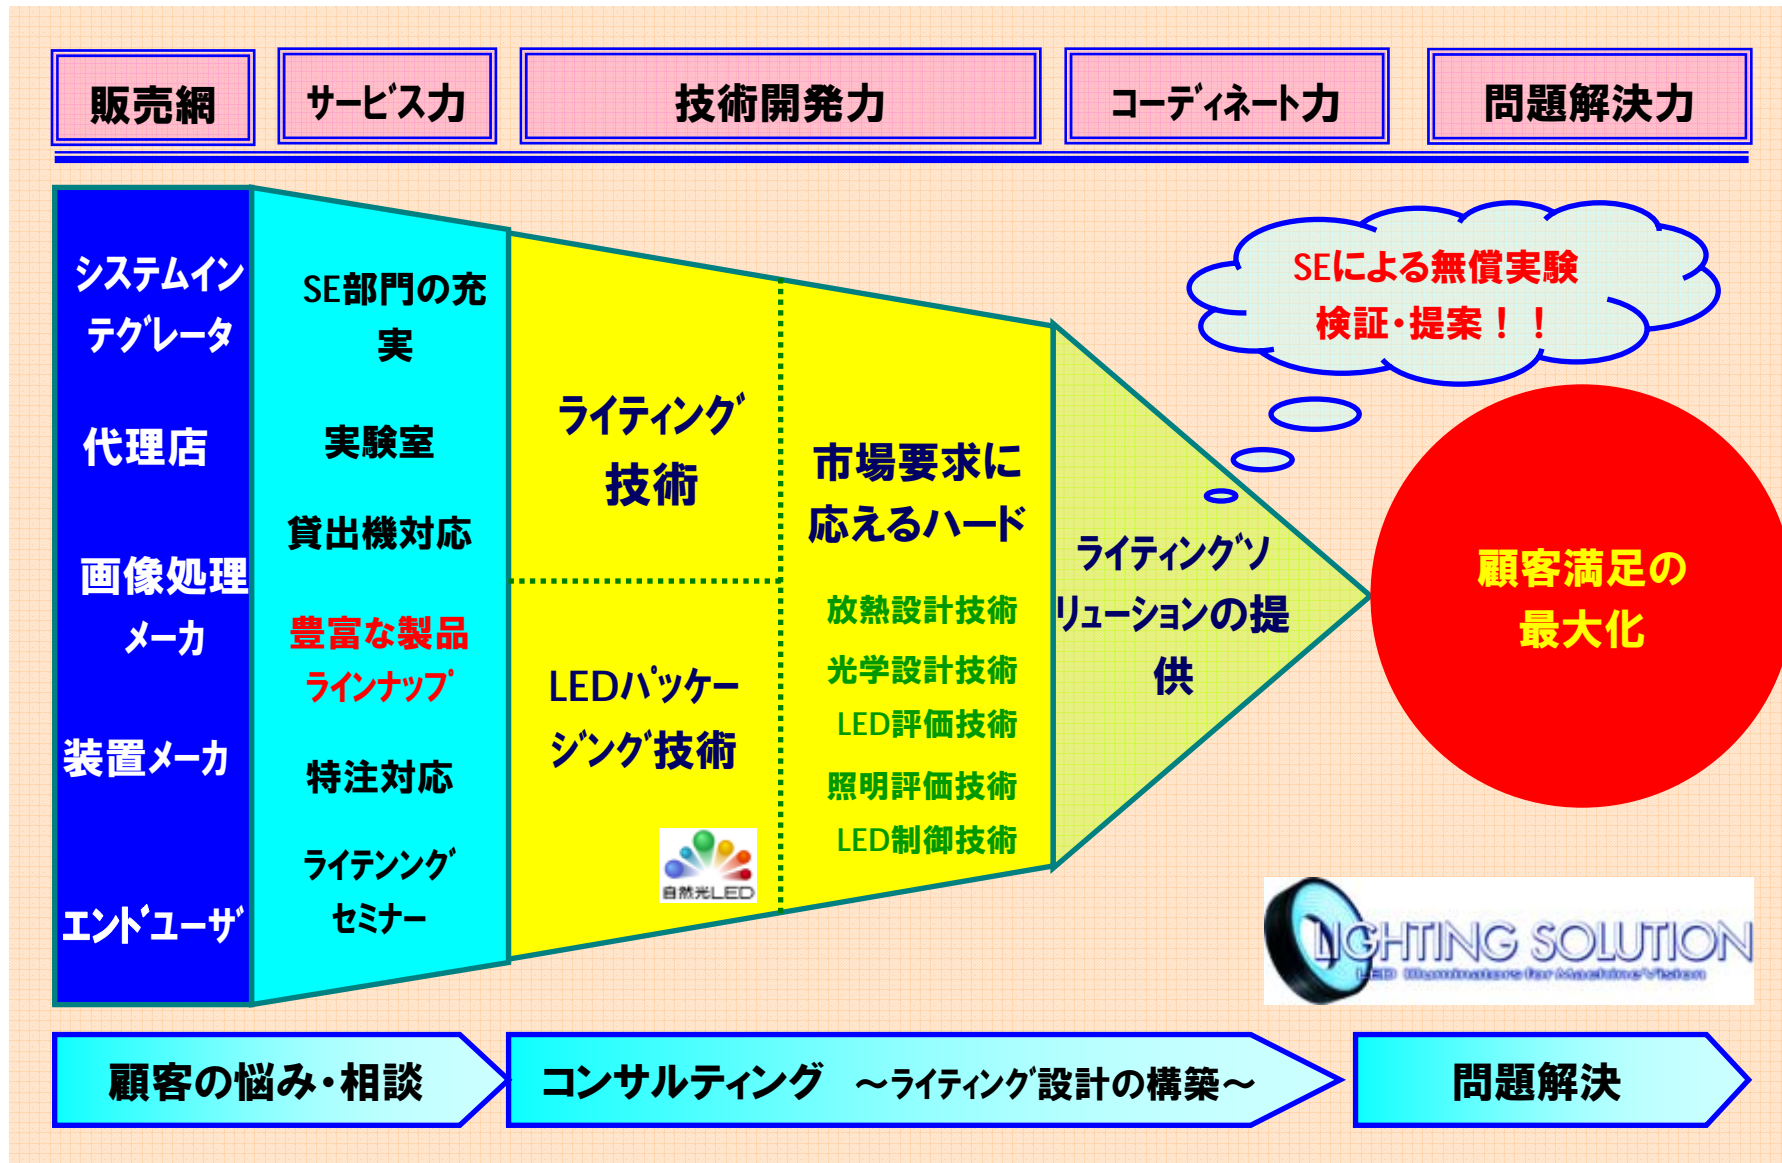 販売網
サービス力
技術開発力
コーディネート力
問題解決力
システムイン
テグレータ
代理店
画像処理
メーカ
装置メーカ
エンドユーザ
SE部門の充
実
実験室
貸出機対応
豊富な製品
ラインナップ
特注対応
ライテンング
セミナー
ライティング
技術
LEDパッケー
ジング技術
自然光LED
市場要求に
応えるハード
放熱設計技術
光学設計技術
LED評価技術
照明評価技術
LED制御技術
ライティングソ
リューションの提
供
SEによる無償実験
検証・提案！！
顧客満足の
最大化
LIGHTING SOLUTION
LED Illuminators for Machine Vision
顧客の悩み・相談
コンサルティング　～ライティング設計の構築～
問題解決